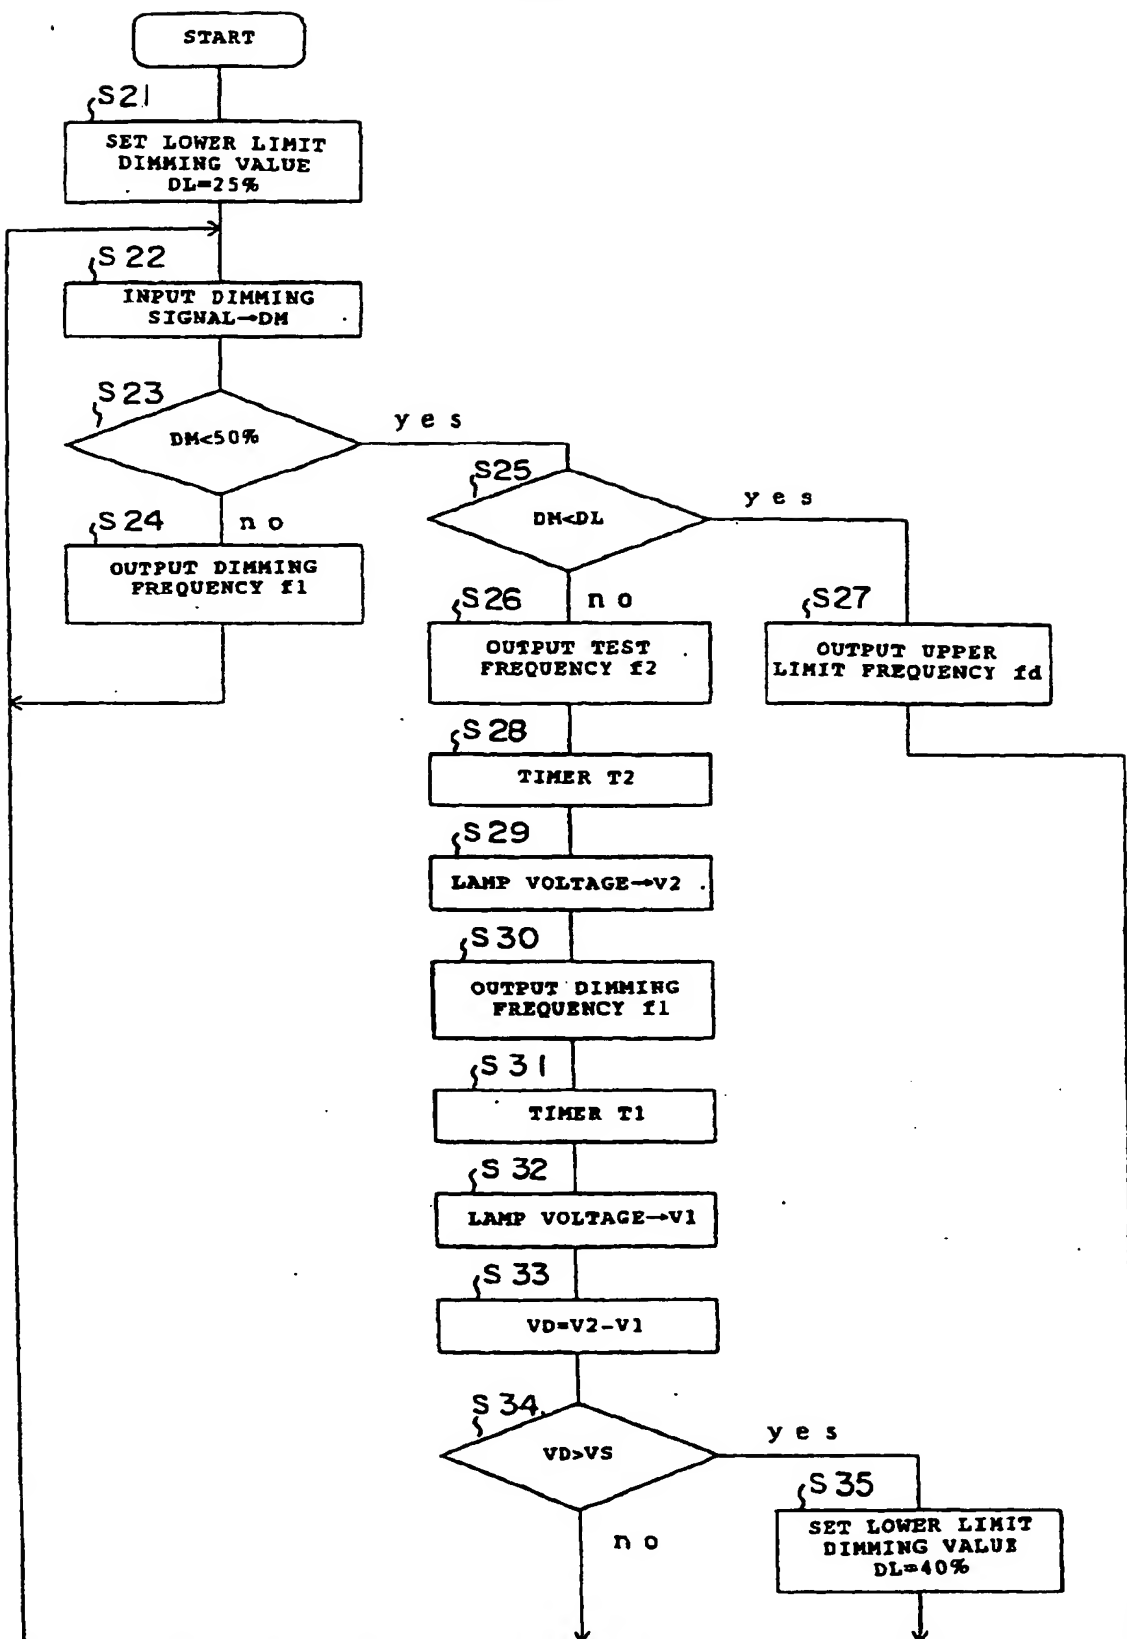 START
S21
SET LOWER LIMIT
DIMMING VALUE
DL=25%
S22
INPUT DIMMING
SIGNAL→DM
S23
DM<50%
yes
S24
no
OUTPUT DIMMING
FREQUENCY f1
S25
DM<DL
yes
S26
no
OUTPUT TEST
FREQUENCY f2
S27
OUTPUT UPPER
LIMIT FREQUENCY fd
S28
TIMER T2
S29
LAMP VOLTAGE→V2
S30
OUTPUT DIMMING
FREQUENCY f1
S31
TIMER T1
S32
LAMP VOLTAGE→V1
S33
VD=V2-V1
S34
VD>VS
yes
no
S35
SET LOWER LIMIT
DIMMING VALUE
DL=40%